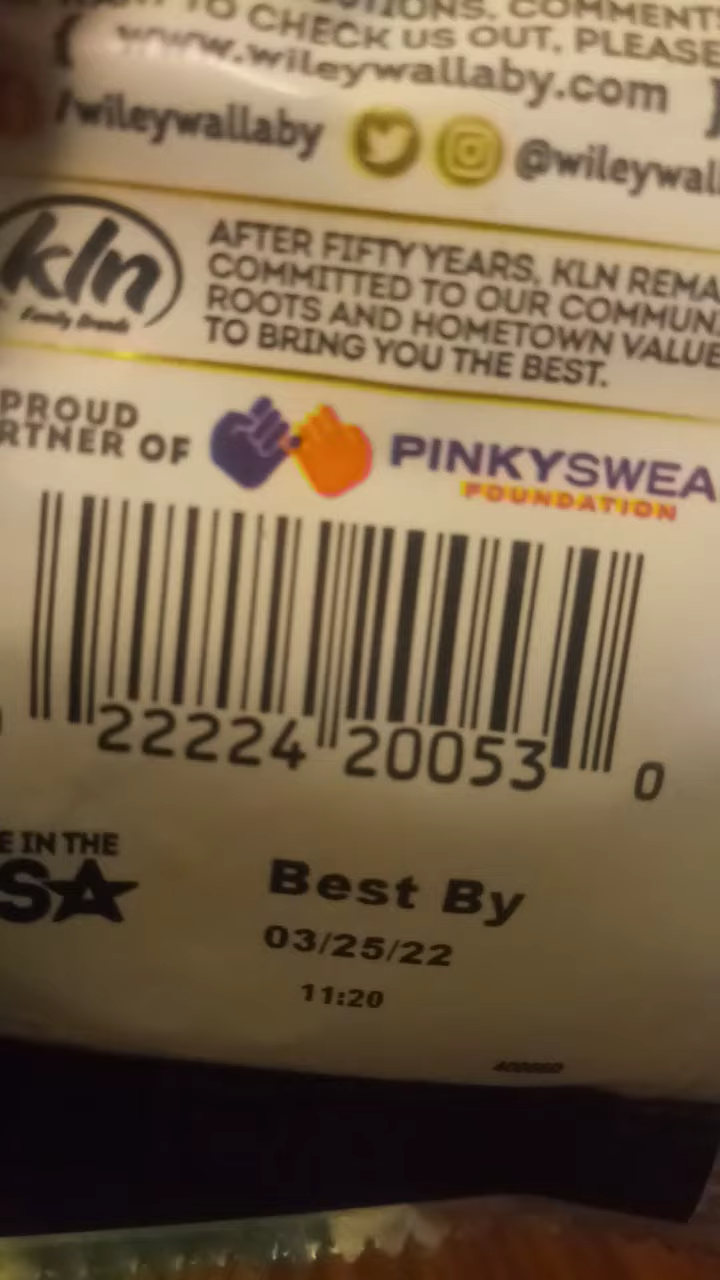 TO CHECK US OUT, PLEASE
www.wileywallaby.com
/wileywallaby @wileywal
kln
Family Brands
AFTER FIFTY YEARS, KLN REMA
COMMITTED TO OUR COMMUN
ROOTS AND HOMETOWN VALUE
TO BRING YOU THE BEST.
PROUD
RTNER OF
PINKYSWEA
FOUNDATION
22224 20053 0
E IN THE
SA
Best By
03/25/22
11:20